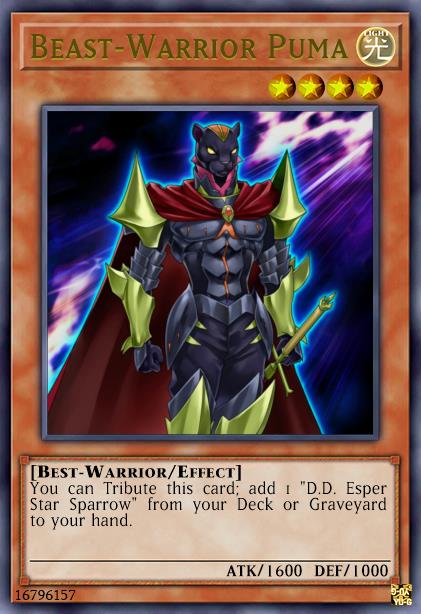 Beast-Warrior Puma
LIGHT
光
[Best-Warrior/Effect]
You can Tribute this card; add 1 "D.D. Esper
Star Sparrow" from your Deck or Graveyard
to your hand.
ATK/1600 DEF/1000
16796157